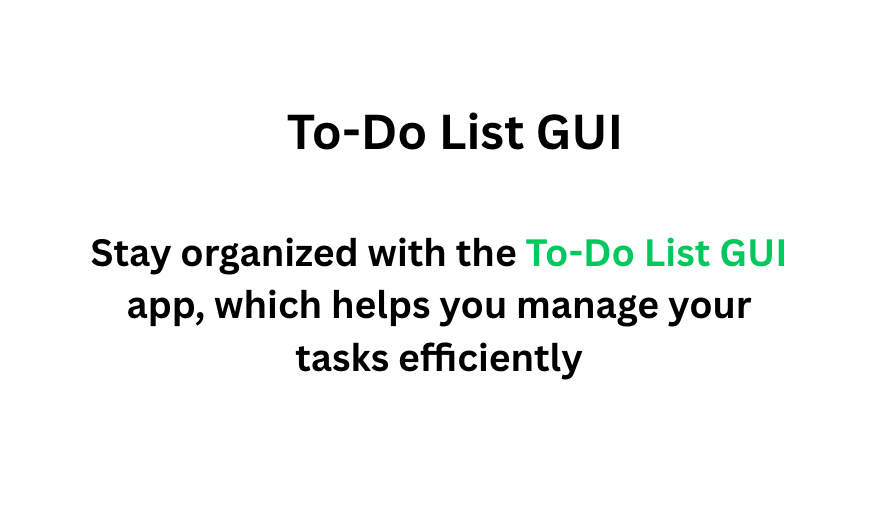 To-Do List GUI
Stay organized with the To-Do List GUI
app, which helps you manage your
tasks efficiently